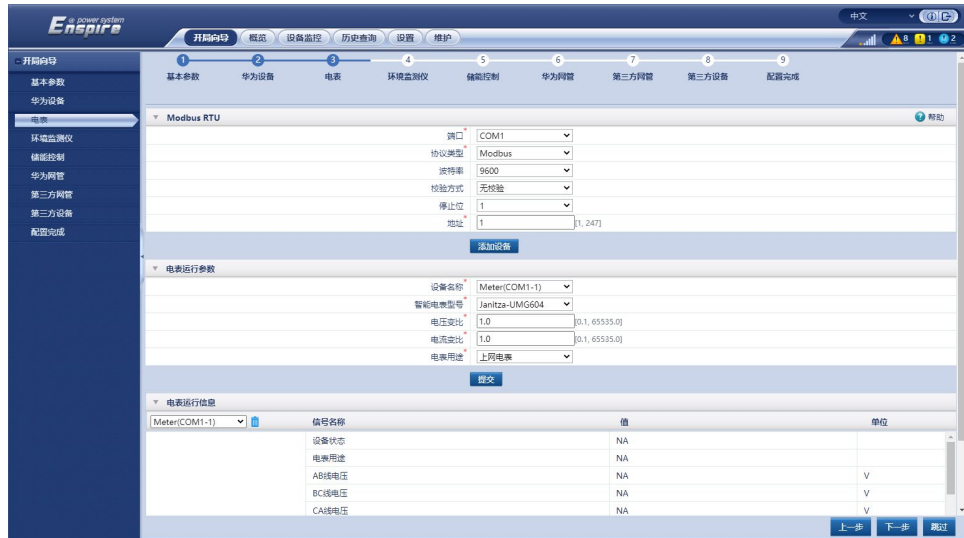 Enspire @ power system
中文
开局向导 概览 设备监控 历史查询 设置 维护
8 1 2
开局向导
基本参数
华为设备
电表
环境监测仪
储能控制
华为网管
第三方网管
第三方设备
配置完成
1 2 3 4 5 6 7 8 9
基本参数 华为设备 电表 环境监测仪 储能控制 华为网管 第三方网管 第三方设备 配置完成
Modbus RTU 帮助
端口* COM1
协议类型* Modbus
波特率 9600
校验方式 无校验
停止位 1
地址* 1 [1, 247]
添加设备
电表运行参数
设备名称* Meter(COM1-1)
智能电表型号* Janitza-UMG604
电压变比* 1.0 [0.1, 65535.0]
电流变比* 1.0 [0.1, 65535.0]
电表用途* 上网电表
提交
电表运行信息
Meter(COM1-1) 信号名称 值 单位
设备状态 NA
电表用途 NA
AB线电压 NA V
BC线电压 NA V
CA线电压 NA V
上一步 下一步 跳过